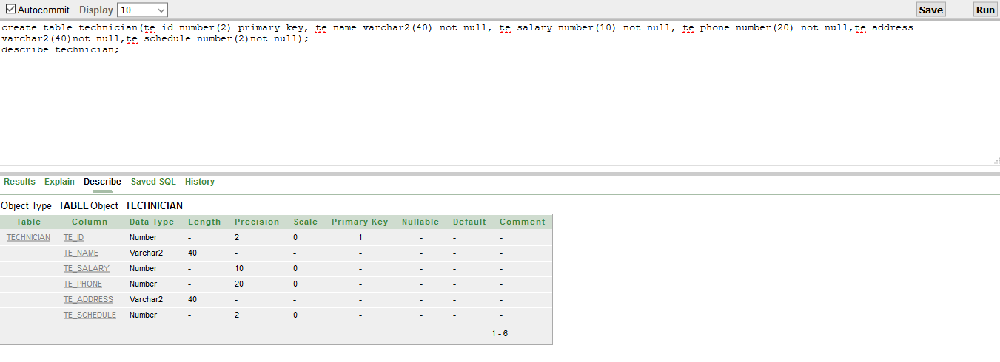 Autocommit Display 10 Save Run
create table technician(te_id number(2) primary key, te_name varchar2(40) not null, te_salary number(10) not null, te_phone number(20) not null,te_address
varchar2(40)not null,te_schedule number(2)not null);
describe technician;
Results Explain Describe Saved SQL History
Object Type TABLE Object TECHNICIAN
Table Column Data Type Length Precision Scale Primary Key Nullable Default Comment
TECHNICIAN TE_ID Number - 2 0 1 - - -
TE_NAME Varchar2 40 - - - - - -
TE_SALARY Number - 10 0 - - - -
TE_PHONE Number - 20 0 - - - -
TE_ADDRESS Varchar2 40 - - - - - -
TE_SCHEDULE Number - 2 0 - - - -
1 - 6